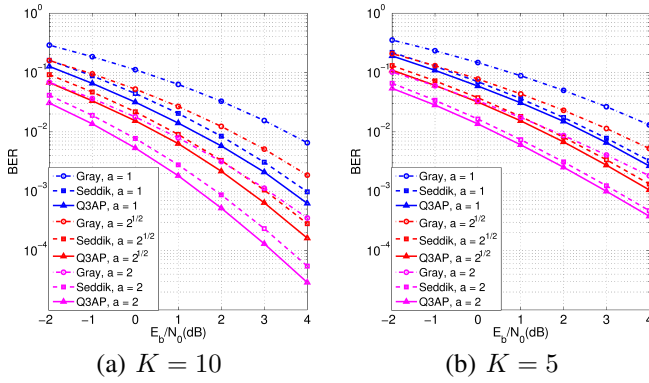 10^0
10^-1
10^-2
10^-3
10^-4
BER
Gray, a = 1
Seddik, a = 1
Q3AP, a = 1
Gray, a = 2^1/2
Seddik, a = 2^1/2
Q3AP, a = 2^1/2
Gray, a = 2
Seddik, a = 2
Q3AP, a = 2
-2 -1 0 1 2 3 4
E_b/N_0(dB)
(a) K = 10
10^0
10^-1
10^-2
10^-3
10^-4
BER
Gray, a = 1
Seddik, a = 1
Q3AP, a = 1
Gray, a = 2^1/2
Seddik, a = 2^1/2
Q3AP, a = 2^1/2
Gray, a = 2
Seddik, a = 2
Q3AP, a = 2
-2 -1 0 1 2 3 4
E_b/N_0(dB)
(b) K = 5